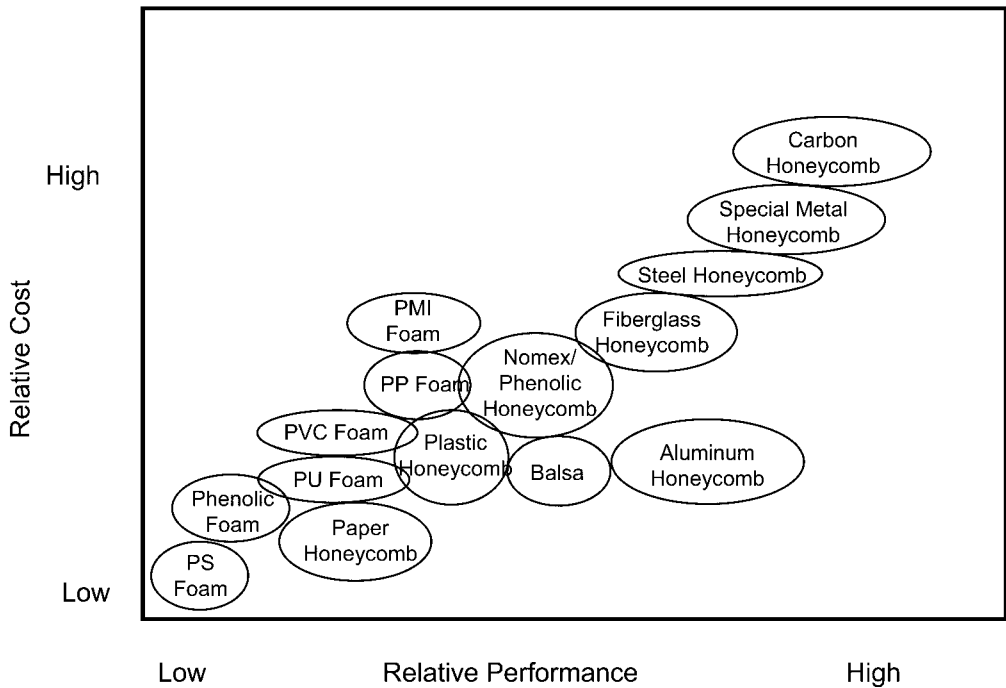 Carbon
Honeycomb
High
Special Metal
Honeycomb
Steel Honeycomb
PMI
Foam
Fiberglass
Honeycomb
Relative Cost
Nomex/
Phenolic
Honeycomb
PP Foam
PVC Foam
Plastic
Honeycomb
Aluminum
Honeycomb
Balsa
PU Foam
Phenolic
Foam
Paper
Honeycomb
PS
Foam
Low
Low
Relative Performance
High